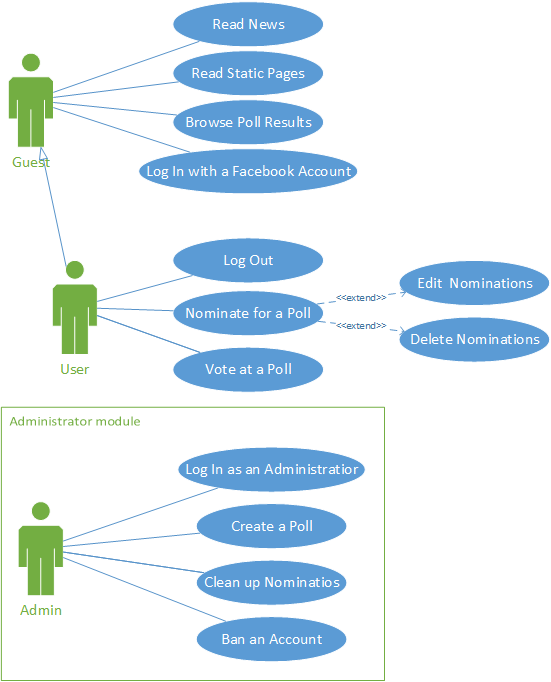 Read News
Read Static Pages
Browse Poll Results
Guest
Log In with a Facebook Account
Log Out
Edit Nominations
<<extend>>
Nominate for a Poll
<<extend>>
Delete Nominations
User
Vote at a Poll
Administrator module
Log In as an Administratior
Create a Poll
Clean up Nominatios
Admin
Ban an Account